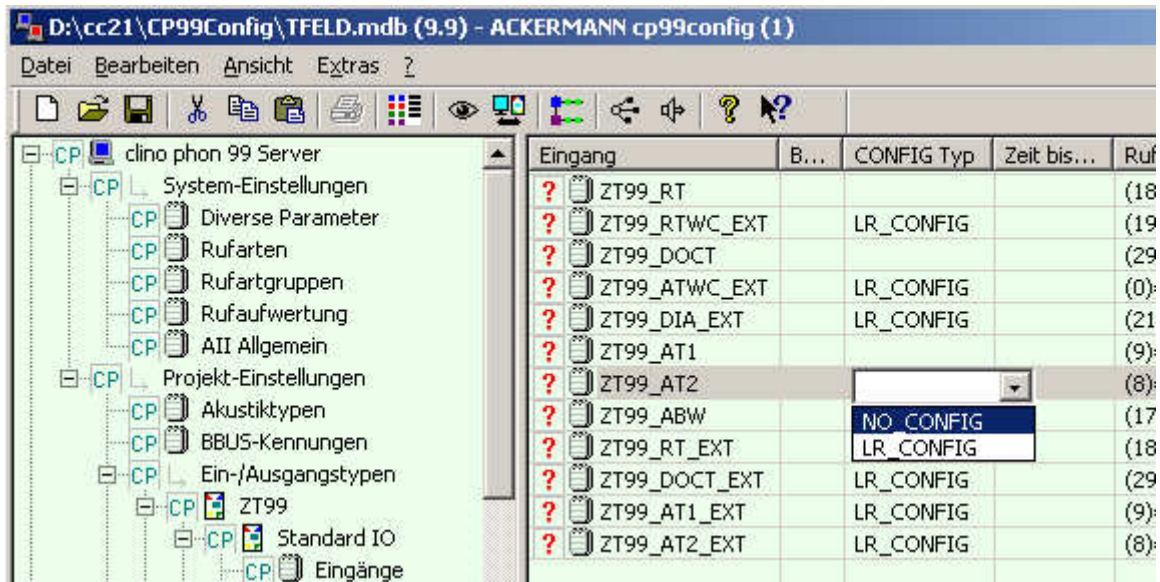 D:\cc21\CP99Config\TFELD.mdb (9.9) - ACKERMANN cp99config (1)
Datei Bearbeiten Ansicht Extras ?
CP clino phon 99 Server
CP System-Einstellungen
CP Diverse Parameter
CP Rufarten
CP Rufartgruppen
CP Rufaufwertung
CP AII Allgemein
CP Projekt-Einstellungen
CP Akustiktypen
CP BBUS-Kennungen
CP Ein-/Ausgangstypen
CP ZT99
CP Standard IO
CP Eingänge
Eingang B... CONFIG Typ Zeit bis... Ruf
? ZT99_RT (18
? ZT99_RTWC_EXT LR_CONFIG (19
? ZT99_DOCT (29
? ZT99_ATWC_EXT LR_CONFIG (0)=
? ZT99_DIA_EXT LR_CONFIG (21
? ZT99_AT1 (9)=
? ZT99_AT2 (8)=
? ZT99_ABW NO_CONFIG (17
? ZT99_RT_EXT LR_CONFIG (18
? ZT99_DOCT_EXT LR_CONFIG (29
? ZT99_AT1_EXT LR_CONFIG (9)=
? ZT99_AT2_EXT LR_CONFIG (8)=